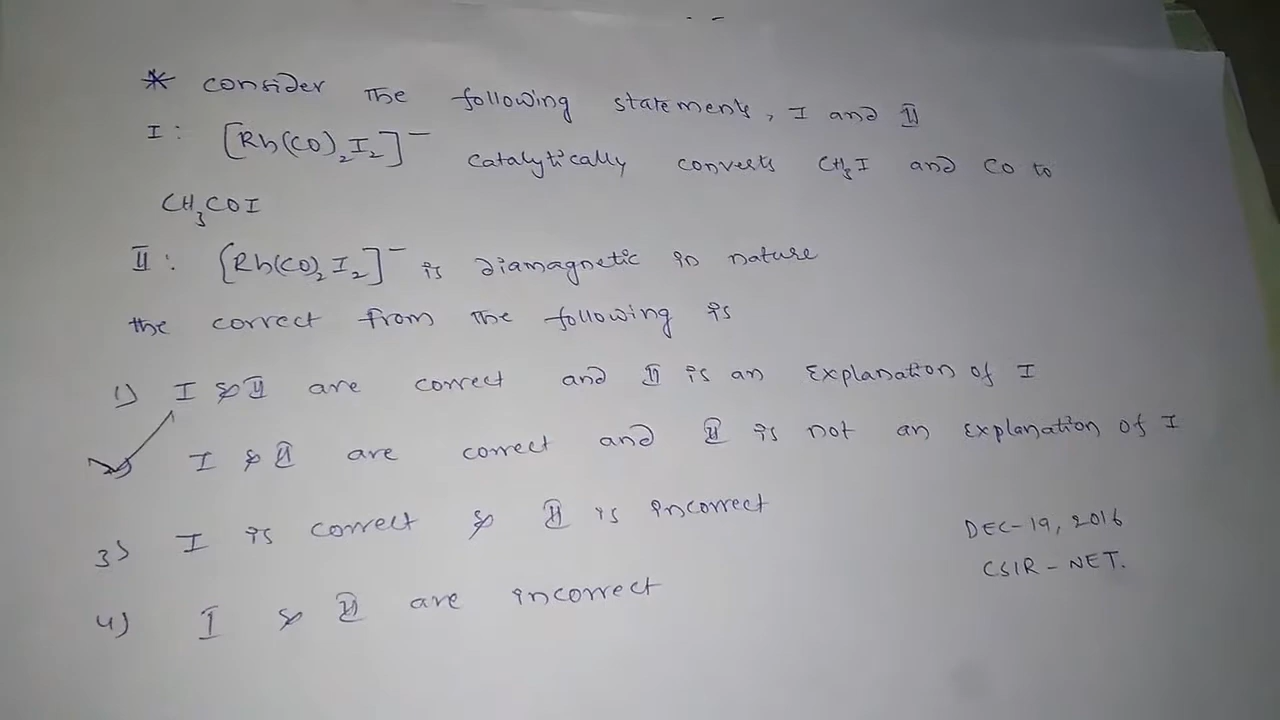 * consider the following statements, I and II
I: [Rh(CO)₂I₂]⁻ catalytically converts CH₃I and CO to
CH₃COI
II: [Rh(CO)₂I₂]⁻ is diamagnetic in nature
the correct from the following is
1) I & II are correct and II is an explanation of I
2) I & II are correct and II is not an explanation of I
3) I is correct & II is incorrect
4) I & II are incorrect
DEC-19, 2016
CSIR-NET.